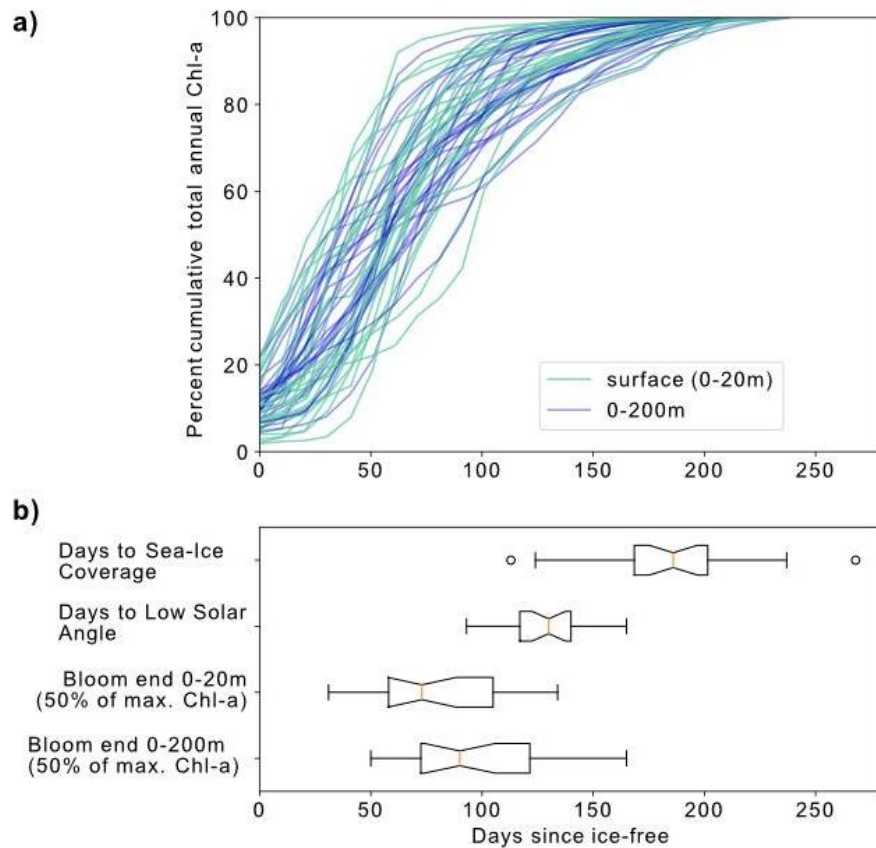 a)
Percent cumulative total annual Chl-a
100
80
60
40
20
0
surface (0-20m)
0-200m
0 50 100 150 200 250
b)
Days to Sea-Ice
Coverage
Days to Low Solar
Angle
Bloom end 0-20m
(50% of max. Chl-a)
Bloom end 0-200m
(50% of max. Chl-a)
0 50 100 150 200 250
Days since ice-free